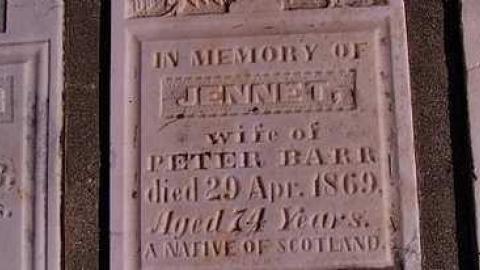 IN MEMORY OF
JENNET,
wife of
PETER BARR
died 29 Apr. 1869.
Aged 74 Years.
A NATIVE OF SCOTLAND.